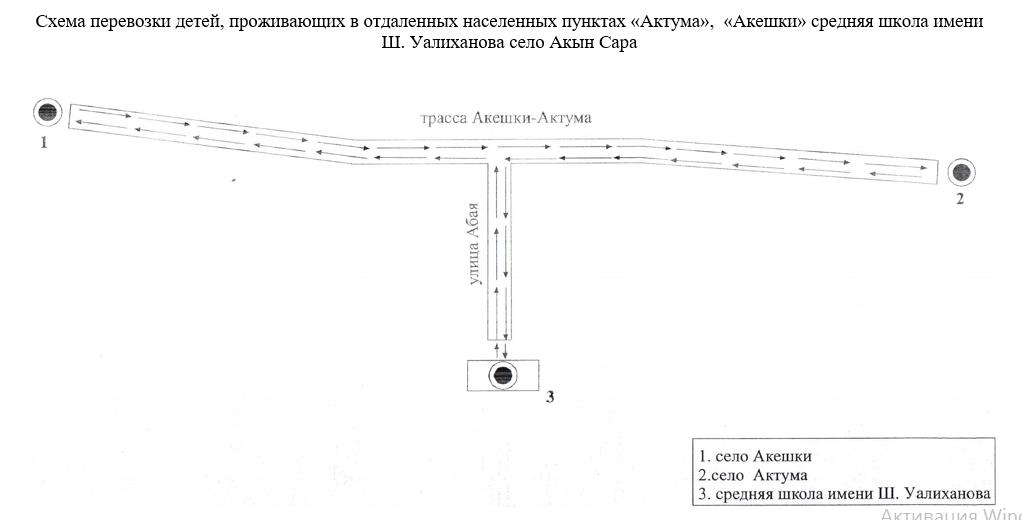 Схема перевозки детей, проживающих в отдаленных населенных пунктах «Актума», «Акешки» средняя школа имени
Ш. Уалиханова село Акын Сара
трасса Акешки-Актума
1
2
улица Абая
3
1. село Акешки
2.село Актума
3. средняя школа имени Ш. Уалиханова
Активация Wind